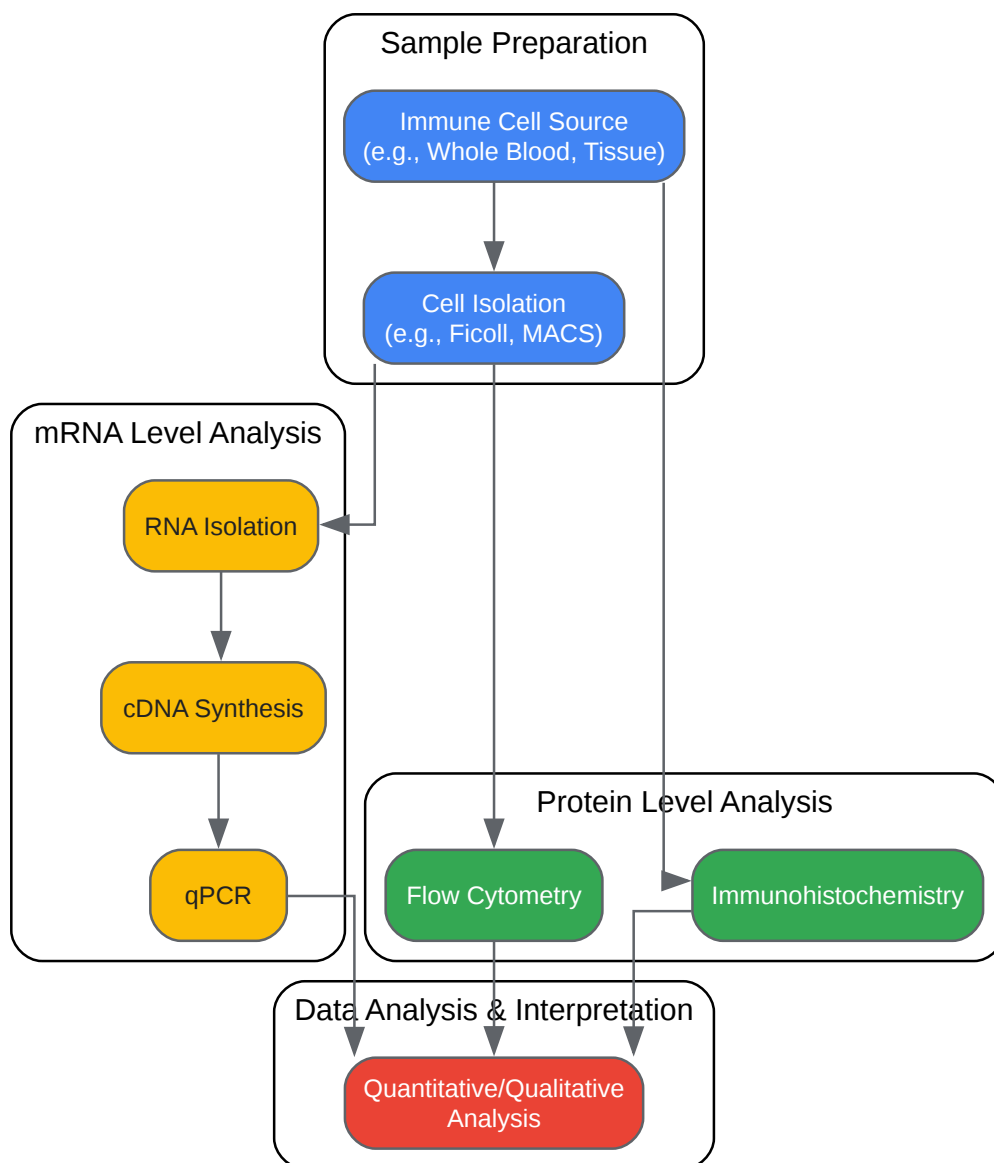 Sample Preparation
Immune Cell Source
(e.g., Whole Blood, Tissue)
Cell Isolation
(e.g., Ficoll, MACS)
mRNA Level Analysis
RNA Isolation
cDNA Synthesis
qPCR
Protein Level Analysis
Flow Cytometry
Immunohistochemistry
Data Analysis & Interpretation
Quantitative/Qualitative
Analysis